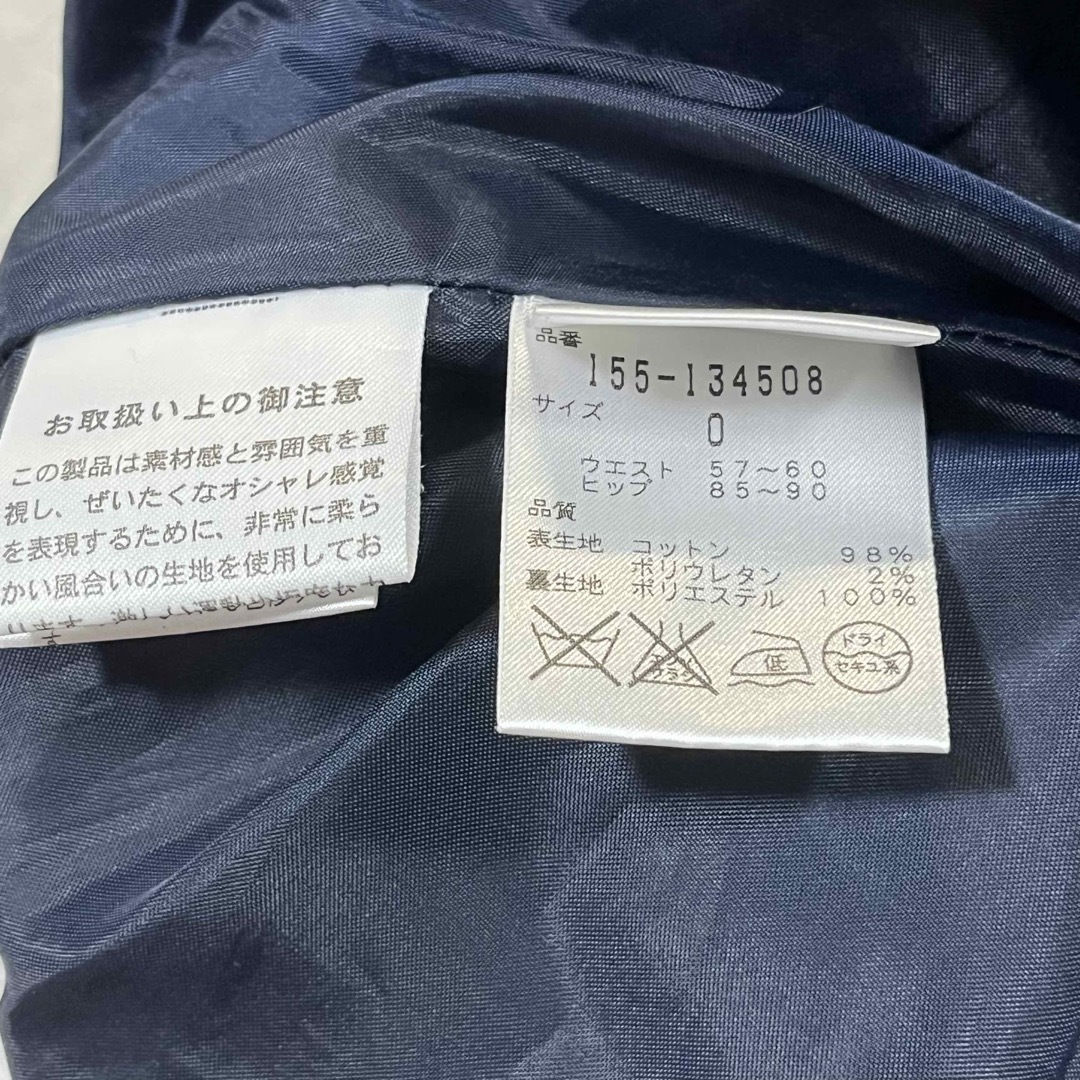 お取扱い上の御注意
この製品は素材感と雰囲気を重
視し、ぜいたくなオシャレ感覚
を表現するために、非常に柔ら
かい風合いの生地を使用してお
品番
155-134508
サイズ
0
ウエスト 57～60
ヒップ 85～90
品質
表生地 コットン 98%
ポリウレタン 2%
裏生地 ポリエステル 100%
エンソ
サラシ
低
ドライ
セキユ系